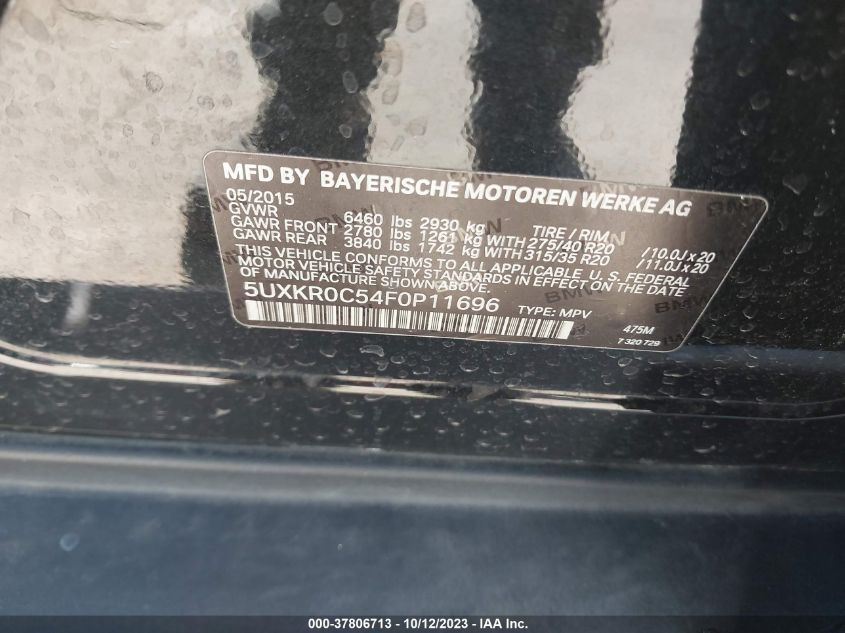 MFD BY BAYERISCHE MOTOREN WERKE AG
05/2015
GVWR 6460 lbs 2930 kg TIRE / RIM
GAWR FRONT 2780 lbs 1261 kg WITH 275/40 R20 /10.0J x 20
GAWR REAR 3840 lbs 1742 kg WITH 315/35 R20 /11.0J x 20
THIS VEHICLE CONFORMS TO ALL APPLICABLE U. S. FEDERAL
MOTOR VEHICLE SAFETY STANDARDS IN EFFECT ON THE DATE
OF MANUFACTURE SHOWN ABOVE.
5UXKR0C54F0P11696 TYPE: MPV 475M
7 320 729
000-37806713 - 10/12/2023 - © IAA Inc.